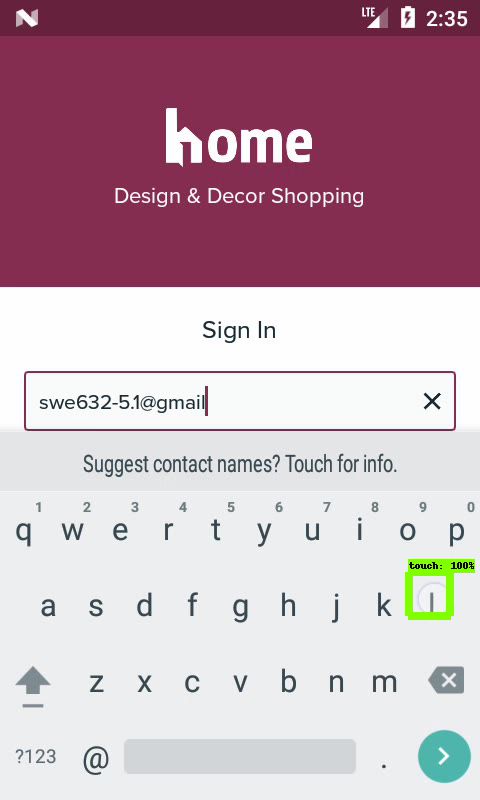 LTE 2:35
home
Design & Decor Shopping
Sign In
swe632-5.1@gmail
Suggest contact names? Touch for info.
1 2 3 4 5 6 7 8 9 0
q w e r t y u i o p
touch: 100%
a s d f g h j k l
z x c v b n m
?123 @ .